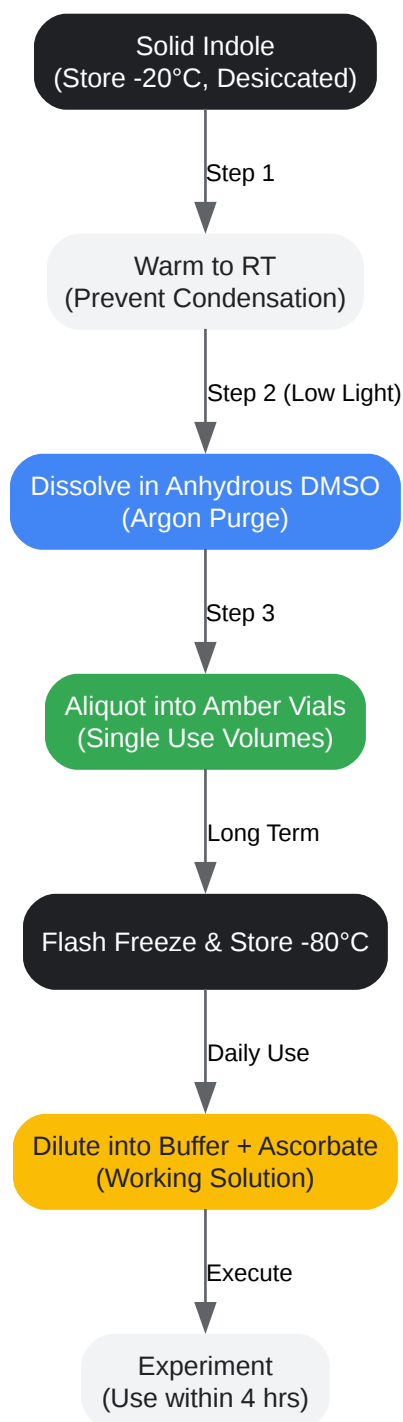 Solid Indole
(Store -20°C, Desiccated)
Step 1
Warm to RT
(Prevent Condensation)
Step 2 (Low Light)
Dissolve in Anhydrous DMSO
(Argon Purge)
Step 3
Aliquot into Amber Vials
(Single Use Volumes)
Long Term
Flash Freeze & Store -80°C
Daily Use
Dilute into Buffer + Ascorbate
(Working Solution)
Execute
Experiment
(Use within 4 hrs)